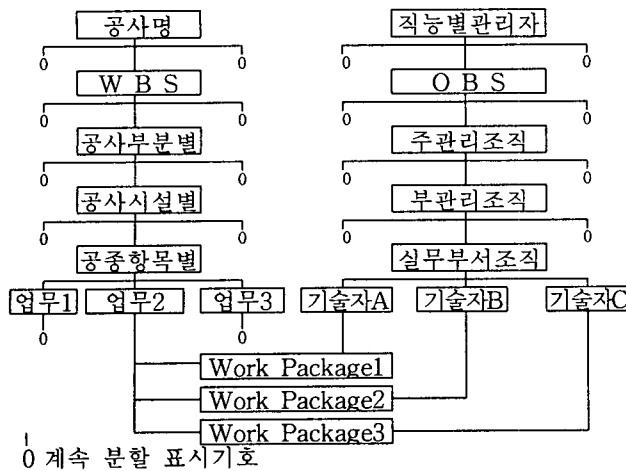 공사명 직능별관리자
0 0 0 0
W B S O B S
0 0 0 0
공사부분별 주관리조직
0 0 0 0
공사시설별 부관리조직
0 0 0 0
공종항목별 실무부서조직
업무1 업무2 업무3 기술자A 기술자B 기술자C
0 0
Work Package1
Work Package2
Work Package3
0 계속 분할 표시기호